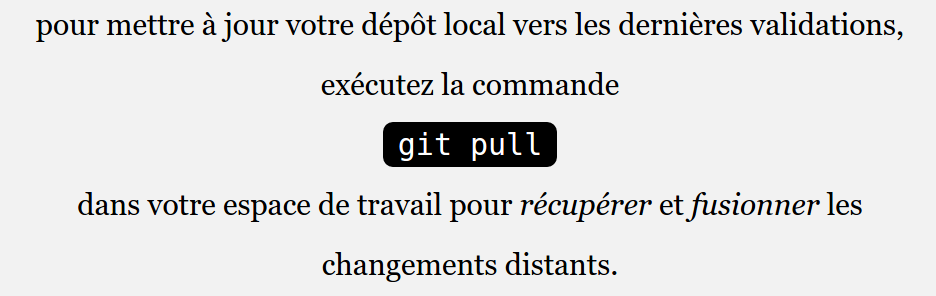 pour mettre à jour votre dépôt local vers les dernières validations,
exécutez la commande
git pull
dans votre espace de travail pour récupérer et fusionner les
changements distants.